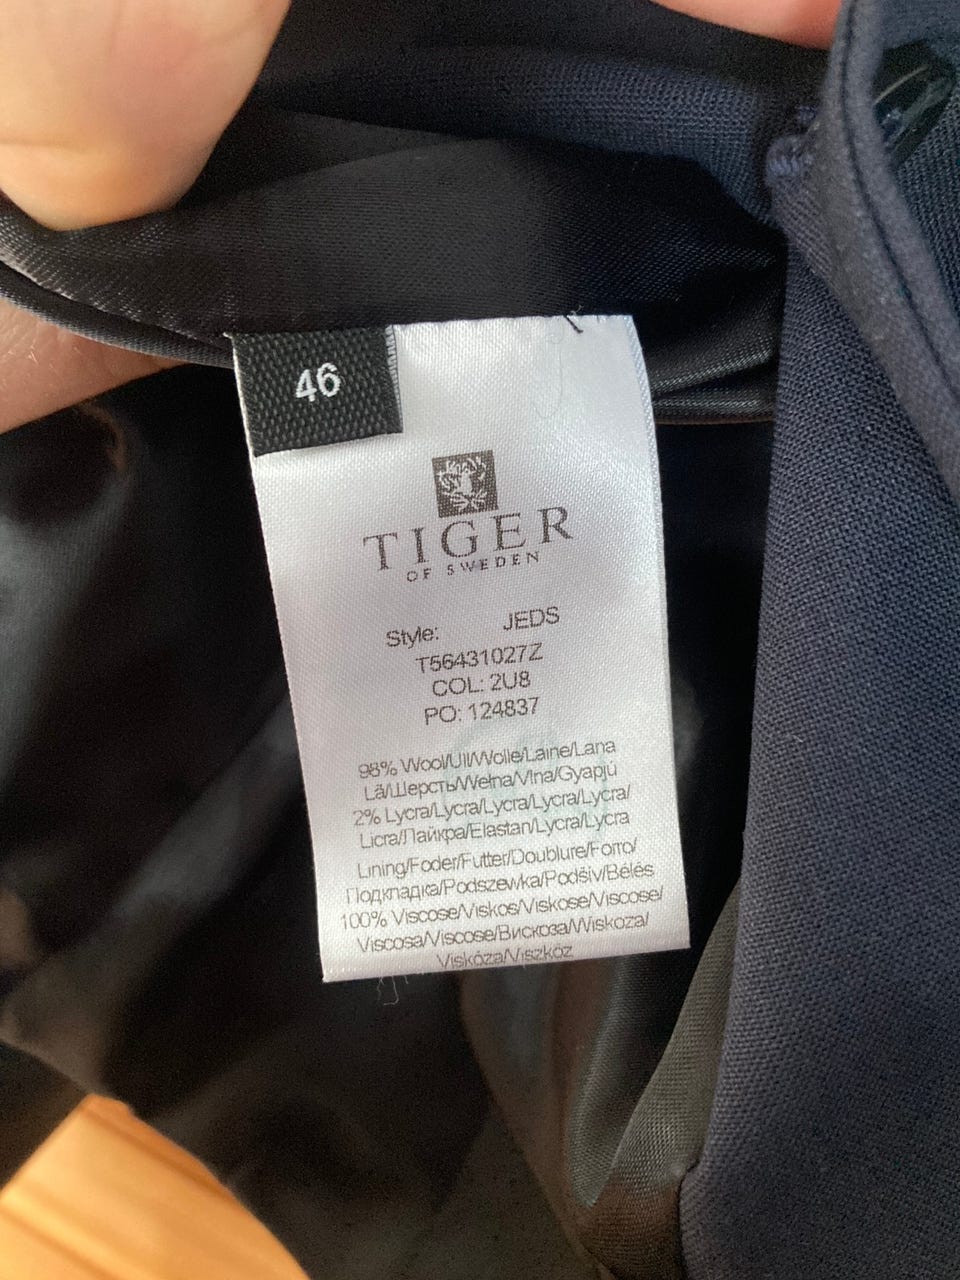 46
TIGER
OF SWEDEN
Style: JEDS
T56431027Z
COL: 2U8
PO: 124837
98% Wool/Ull/Wolle/Laine/Lana
Lã/Шерсть/Wełna/Vlna/Gyapjú
2% Lycra/Lycra/Lycra/Lycra/Lycra/
Licra/Лайкра/Elastan/Lycra/Lycra
Lining/Foder/Futter/Doublure/Forro/
Подкладка/Podszewka/Podšív/Bélés
100% Viscose/Viskos/Viskose/Viscose/
Viscosa/Viscose/Вискоза/Wiskoza/
Viskóza/Viszkóz